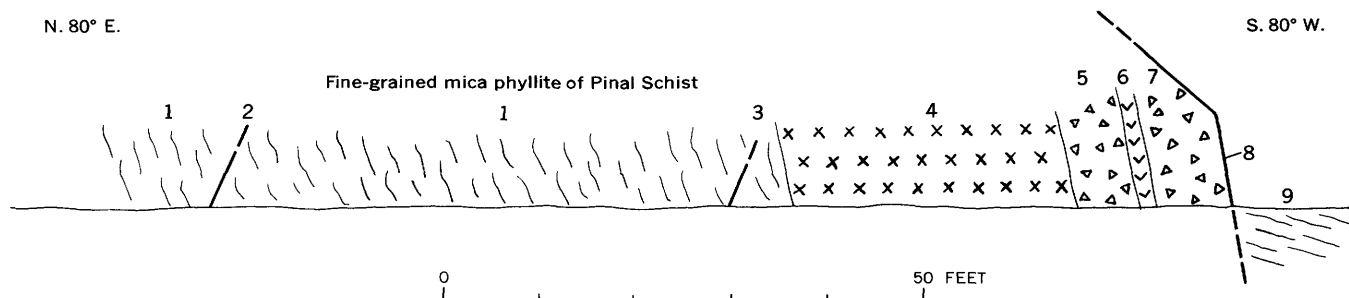 N. 80° E.
S. 80° W.
Fine-grained mica phyllite of Pinal Schist
1 2 1 3 4 5 6 7
8
9
0 50 FEET